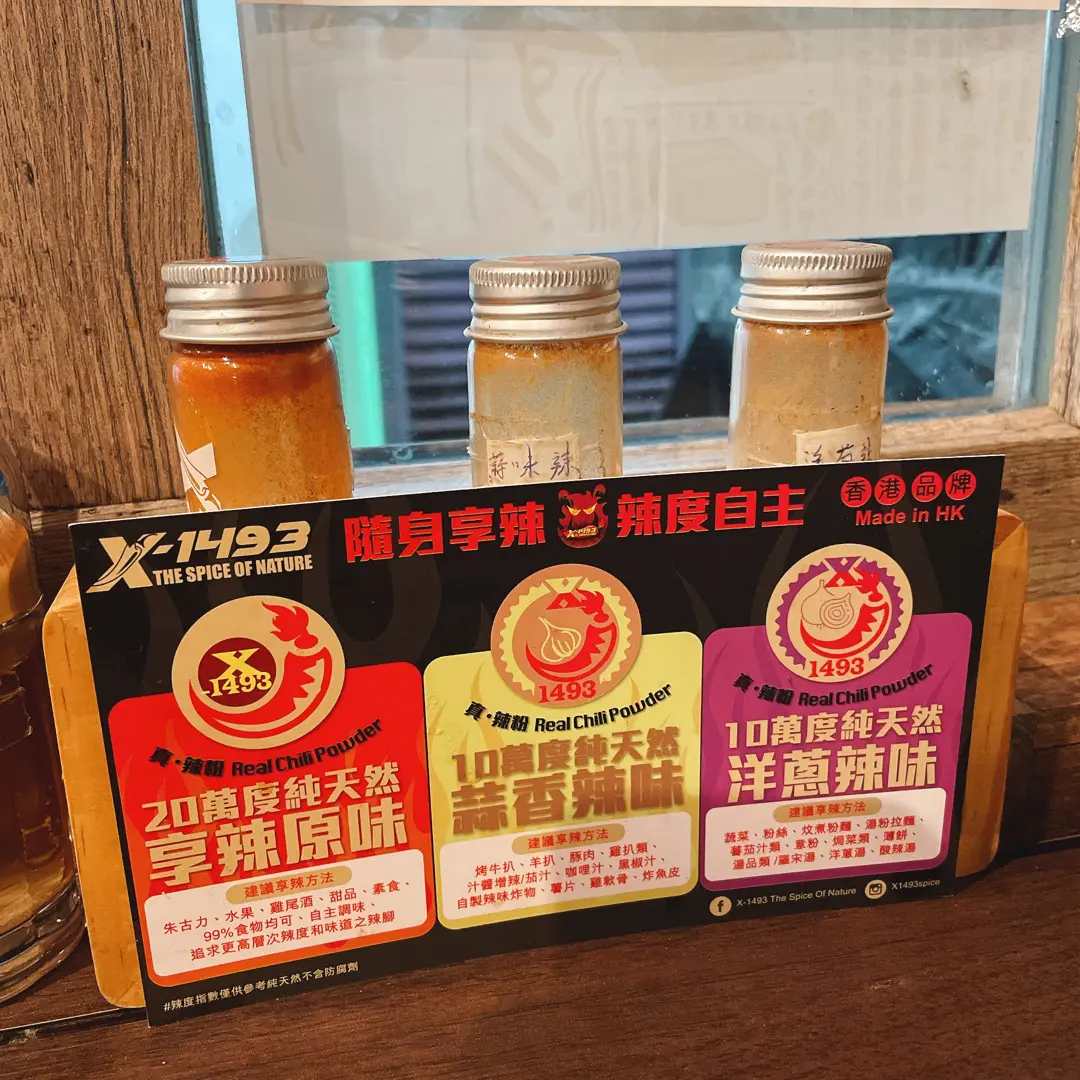 蒜味辣
X-1493
THE SPICE OF NATURE
隨身享辣
X-1493
辣度自主
香港品牌
Made in HK
X
-1493
真·辣粉 Real Chili Powder
20萬度純天然
享辣原味
建議享辣方法
朱古力、水果、雞尾酒、甜品、素食、
99%食物均可、自主調味、
追求更高層次辣度和味道之辣腳
X
1493
真·辣粉 Real Chili Powder
10萬度純天然
蒜香辣味
建議享辣方法
烤牛扒、羊扒、豚肉、雞扒類、
汁醬增辣/茄汁、咖哩汁、黑椒汁、
自製辣味炸物、薯片、雞軟骨、炸魚皮
X
1493
真·辣粉 Real Chili Powder
10萬度純天然
洋蔥辣味
建議享辣方法
蔬菜、粉絲、炆煮粉麵、湯粉拉麵、
蕃茄汁類、意粉、焗菜類、薄餅、
湯品類/羅宋湯、洋蔥湯、酸辣湯
X-1493 The Spice Of Nature
X1493spice
#辣度指數僅供參考純天然不含防腐劑